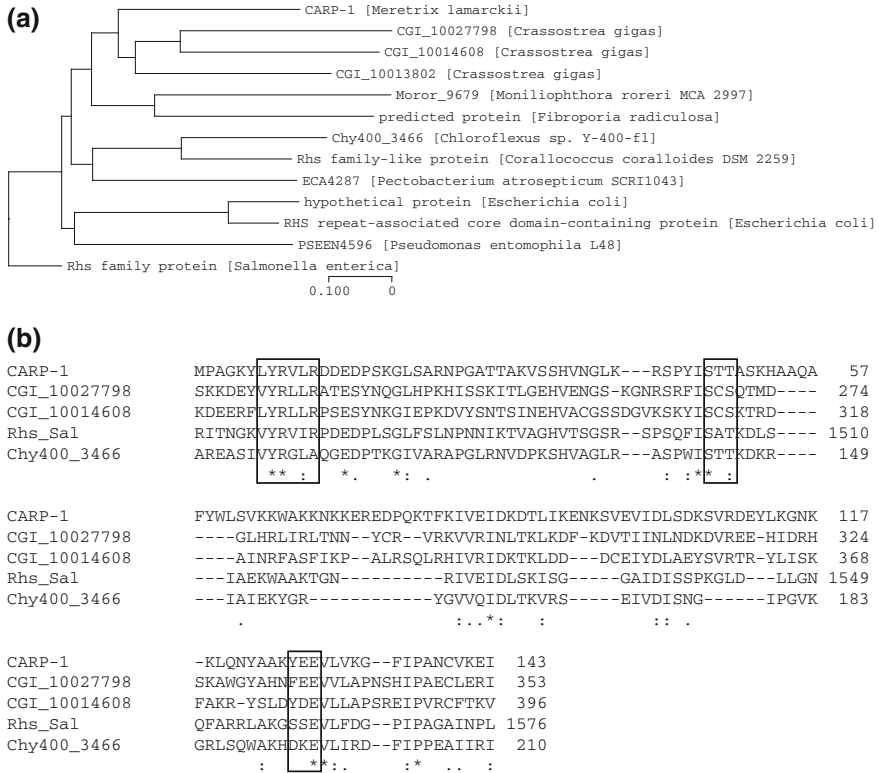 (a)
CARP-1 [Meretrix lamarckii]
CGI_10027798 [Crassostrea gigas]
CGI_10014608 [Crassostrea gigas]
CGI_10013802 [Crassostrea gigas]
Moror_9679 [Moniliophthora roreri MCA 2997]
predicted protein [Fibroporia radiculosa]
Chy400_3466 [Chloroflexus sp. Y-400-fl]
Rhs family-like protein [Corallococcus coralloides DSM 2259]
ECA4287 [Pectobacterium atrosepticum SCRI1043]
hypothetical protein [Escherichia coli]
RHS repeat-associated core domain-containing protein [Escherichia coli]
PSEEN4596 [Pseudomonas entomophila L48]
Rhs family protein [Salmonella enterica]
0.100 0
(b)
CARP-1 MPAGKYLYRVLRDDEDPSKGLSARNPGATTAKVSSHVNGLK---RSPYISTTASKHAAQA 57
CGI_10027798 SKKDEYVYRLLRATESYNQGLHPKHISSKITLGEHVENGS-KGNRSRFISCSQTMD---- 274
CGI_10014608 KDEERFLYRLLRPSESYNKGIEPKDVYSNTSINEHVACGSSDGVKSKYISCSKTRD---- 318
Rhs_Sal RITNGKVYRVIRPDEDPLSGLFSLNPNNIKTVAGHVTSGSR--SPSQFISATKDLS---- 1510
Chy400_3466 AREASIVYRGLAQGEDPTKGIVARAPGLRNVDPKSHVAGLR--ASPWISTTKDKR---- 149
** : *. *: . . : :** :
CARP-1 FYWLSVKKWAKKNKKEREDPQKTFKIVEIDKDTLIKENKSVEVIDLSDKSVRDEYLKGNK 117
CGI_10027798 ----GLHRLIRLTNN---YCR--VRKVVRINLTKLKDF-KDVTIINLNDKDVREE-HIDRH 324
CGI_10014608 ----AINRFASFIKP---ALRSQLRHIVRIDKTKLDD--DCEIYDLAEYSVRTR-YLISK 368
Rhs_Sal ---IAEKWAAKTGN----------RIVEIDLSKISG----GAIDISSPKGLD--LLGN 1549
Chy400_3466 ---IAIEKYGR------------YGVVQIDLTKVRS-----EIVDISNG-----IPGVK 183
. :..*: : :: .
CARP-1 -KLQNYAAKYEEVLVKG--FIPANCVKEI 143
CGI_10027798 SKAWGYAHNFEEVVLAPNSHIPAECLERI 353
CGI_10014608 FAKR-YSLDYDEVLLAPSREIPVRCFTKV 396
Rhs_Sal QFARRLAKGSSEVLFDG--PIPAGAINPL 1576
Chy400_3466 GRLSQWAKHDKEVLIRD--FIPPEAIIRI 210
: **:. * .. :